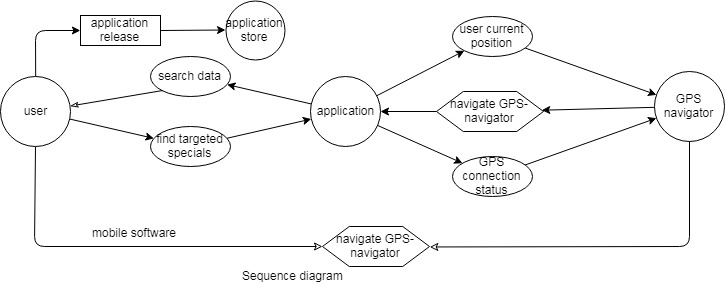 application
release
application
store
user current
position
search data
user
application
navigate GPS-
navigator
GPS
navigator
find targeted
specials
GPS
connection
status
mobile software
navigate GPS-
navigator
Sequence diagram